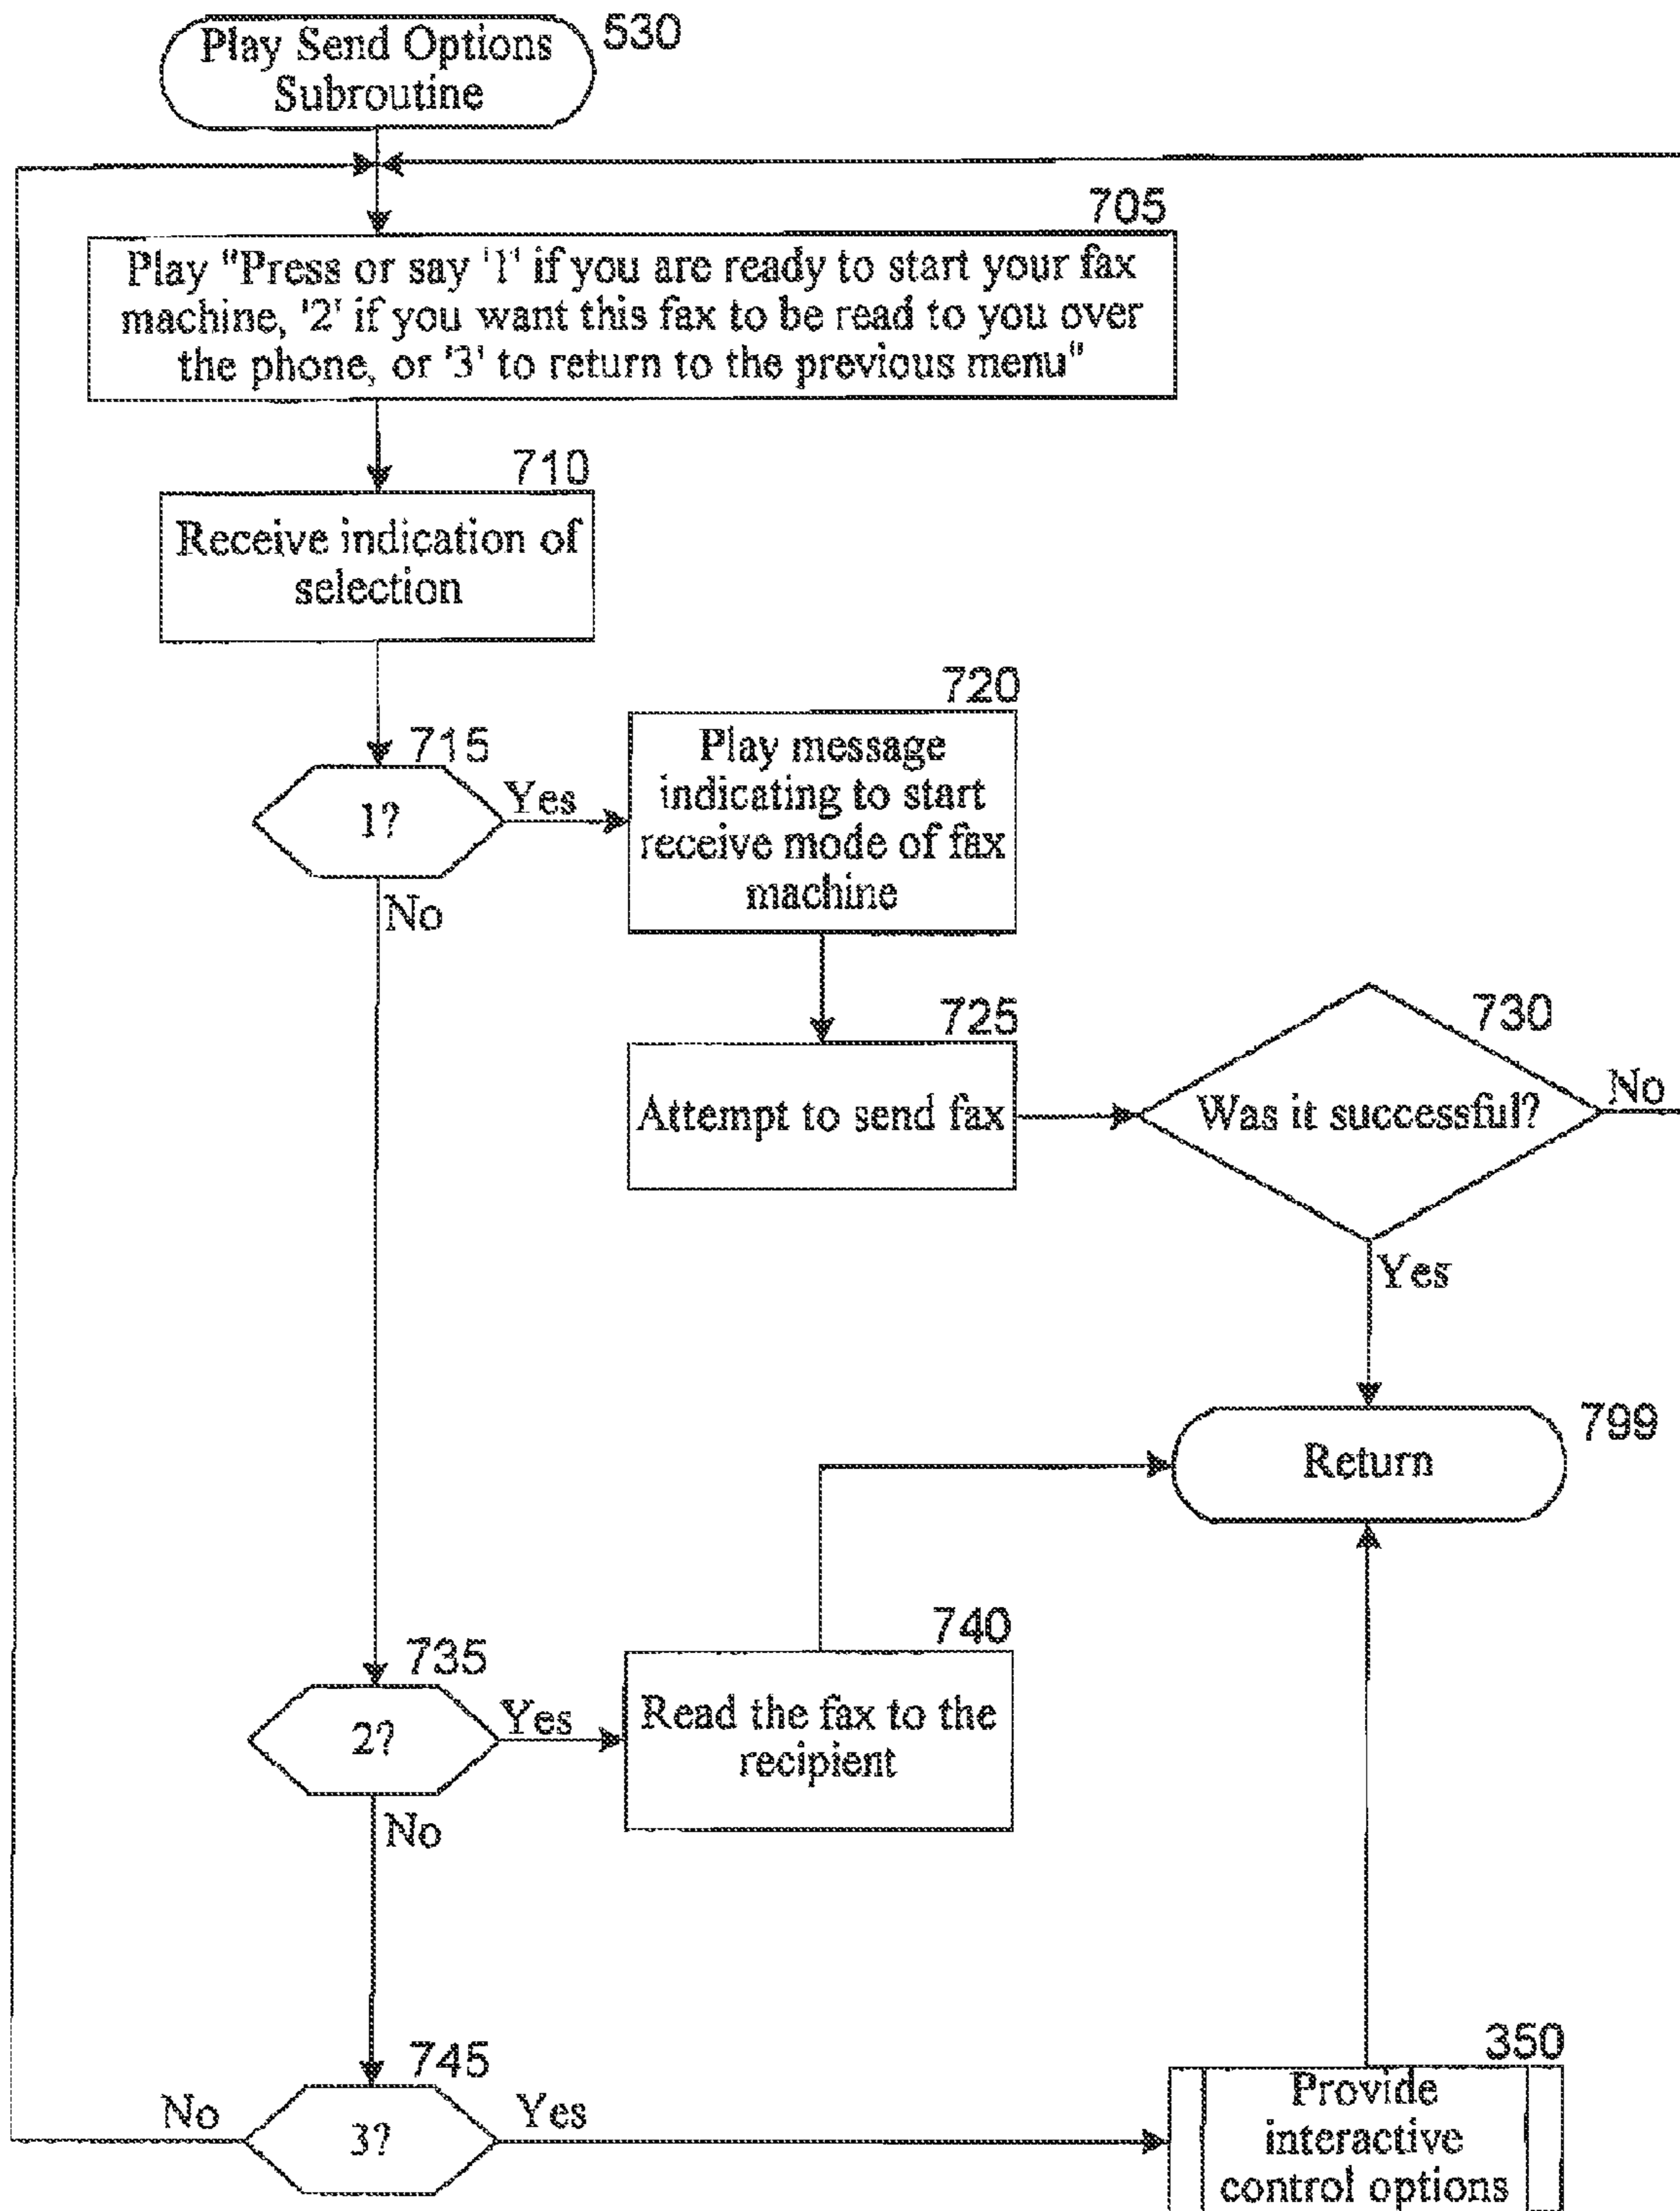 Play Send Options
Subroutine
530
705
Play "Press or say '1' if you are ready to start your fax
machine, '2' if you want this fax to be read to you over
the phone, or '3' to return to the previous menu"
710
Receive indication of
selection
715
1?
Yes
No
720
Play message
indicating to start
receive mode of fax
machine
725
Attempt to send fax
730
Was it successful?
No
Yes
799
Return
735
2?
Yes
No
740
Read the fax to the
recipient
745
No
3?
Yes
350
Provide
interactive
control options